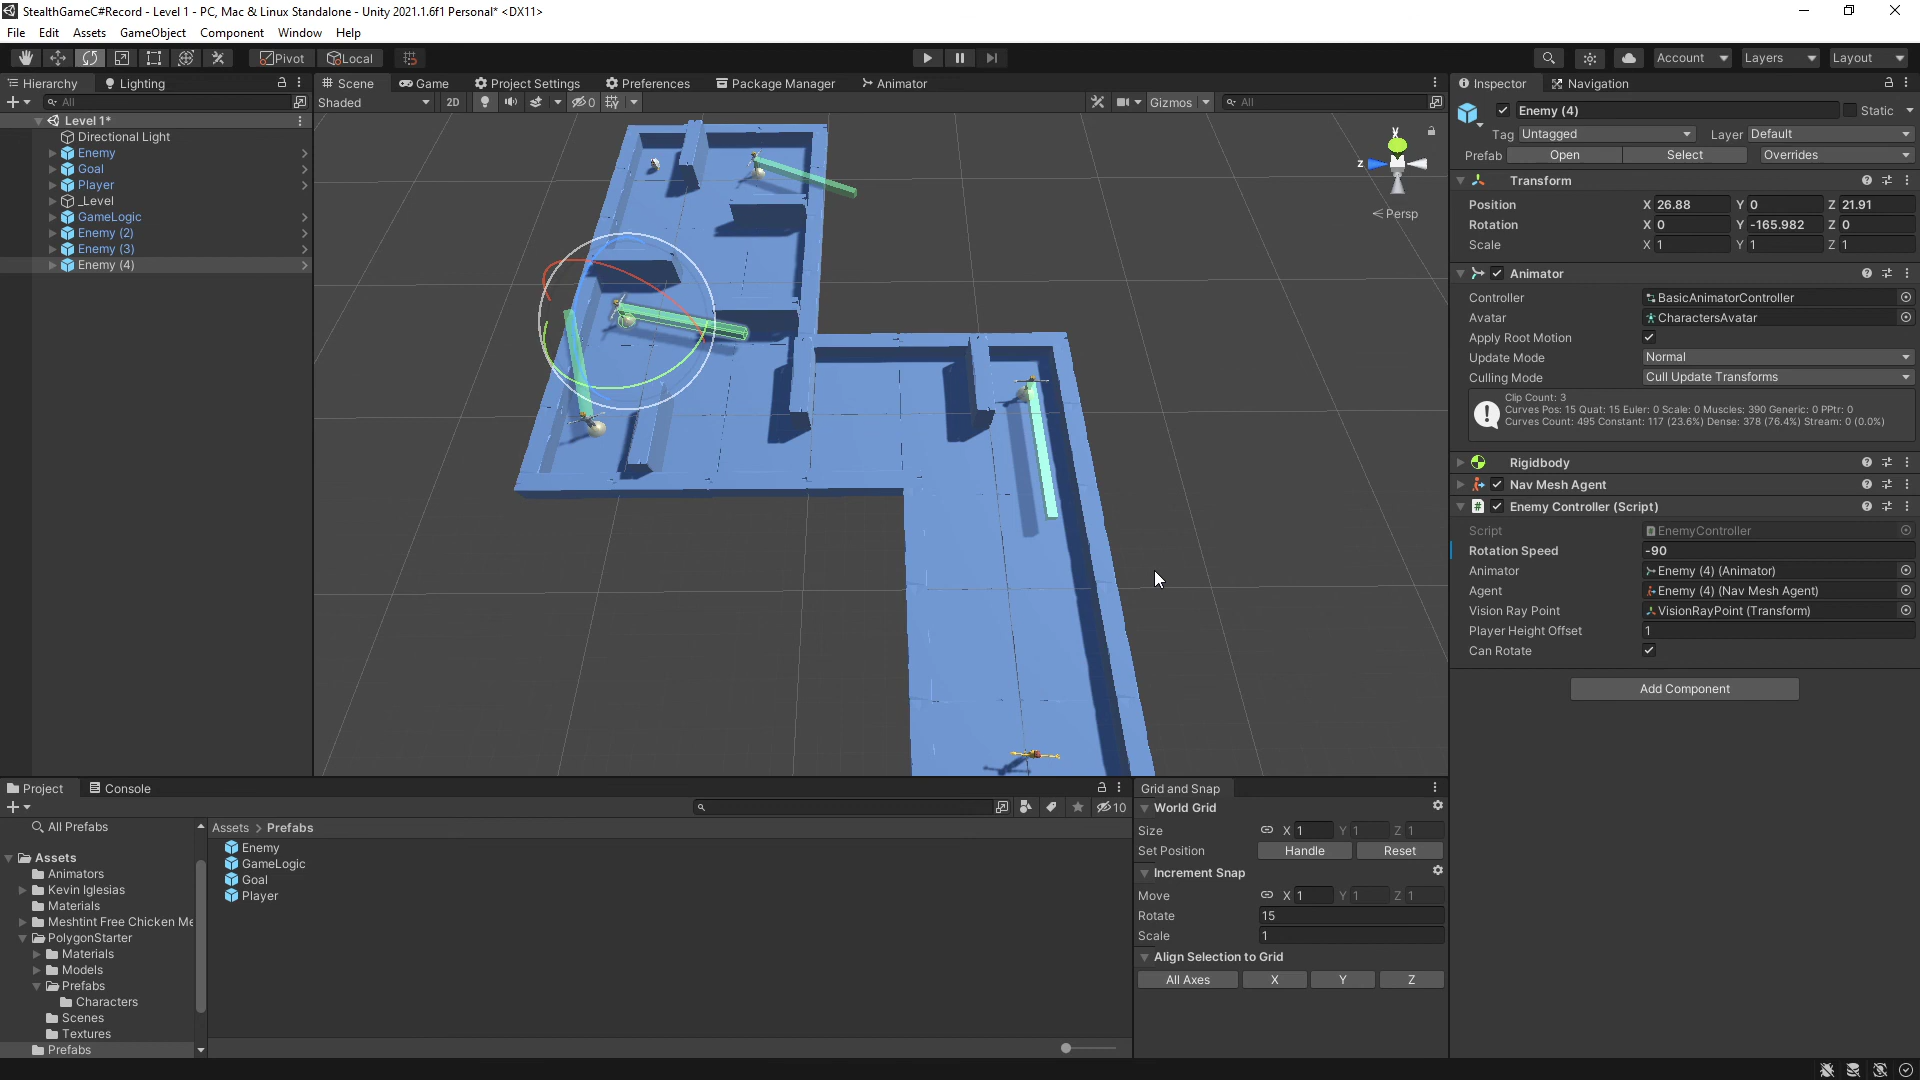 StealthGameC#Record - Level 1 - PC, Mac & Linux Standalone - Unity 2021.1.6f1 Personal* <DX11>
File Edit Assets GameObject Component Window Help
Pivot Local Account Layers Layout
Hierarchy Lighting
All
Level 1*
Directional Light
Enemy
Goal
Player
_Level
GameLogic
Enemy (2)
Enemy (3)
Enemy (4)
Scene Game Project Settings Preferences Package Manager Animator
Shaded 2D 0 Gizmos All
Y
Z
Persp
Inspector Navigation
Enemy (4) Static
Tag Untagged Layer Default
Prefab Open Select Overrides
Transform
Position X 26.88 Y 0 Z 21.91
Rotation X 0 Y -165.982 Z 0
Scale X 1 Y 1 Z 1
Animator
Controller BasicAnimatorController
Avatar CharactersAvatar
Apply Root Motion
Update Mode Normal
Culling Mode Cull Update Transforms
Clip Count: 3
Curves Pos: 15 Quat: 15 Euler: 0 Scale: 0 Muscles: 390 Generic: 0 PPtr: 0
Curves Count: 495 Constant: 117 (23.6%) Dense: 378 (76.4%) Stream: 0 (0.0%)
Rigidbody
Nav Mesh Agent
Enemy Controller (Script)
Script EnemyController
Rotation Speed -90
Animator Enemy (4) (Animator)
Agent Enemy (4) (Nav Mesh Agent)
Vision Ray Point VisionRayPoint (Transform)
Player Height Offset 1
Can Rotate
Add Component
Project Console
10
All Prefabs
Assets
Animators
Kevin Iglesias
Materials
Meshtint Free Chicken Me
PolygonStarter
Materials
Models
Prefabs
Characters
Scenes
Textures
Prefabs
Assets > Prefabs
Enemy
GameLogic
Goal
Player
Grid and Snap
World Grid
Size X 1 Y 1 Z 1
Set Position Handle Reset
Increment Snap
Move X 1 Y 1 Z 1
Rotate 15
Scale 1
Align Selection to Grid
All Axes X Y Z